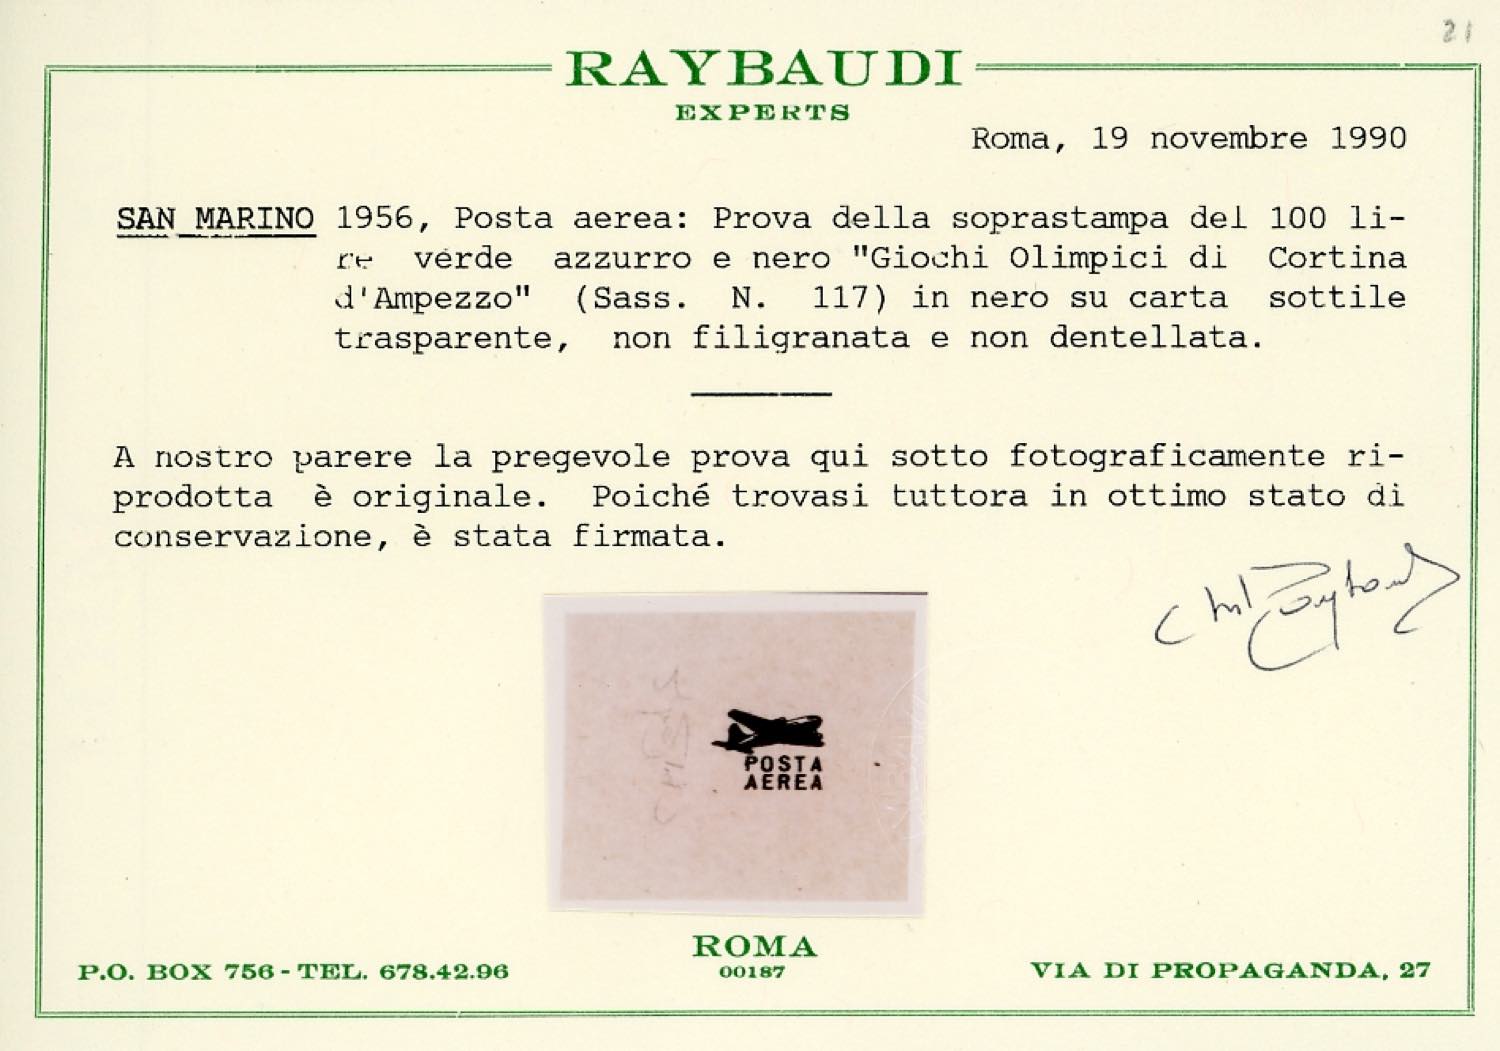 21
RAYBAUDI
EXPERTS
Roma, 19 novembre 1990
SAN MARINO 1956, Posta aerea: Prova della soprastampa del 100 li-
re verde azzurro e nero "Giochi Olimpici di Cortina
d'Ampezzo" (Sass. N. 117) in nero su carta sottile
trasparente, non filigranata e non dentellata.
A nostro parere la pregevole prova qui sotto fotograficamente ri-
prodotta è originale. Poiché trovasi tuttora in ottimo stato di
conservazione, è stata firmata.
POSTA
AEREA
ROMA
00187
P.O. BOX 756 - TEL. 678.42.96
VIA DI PROPAGANDA, 27